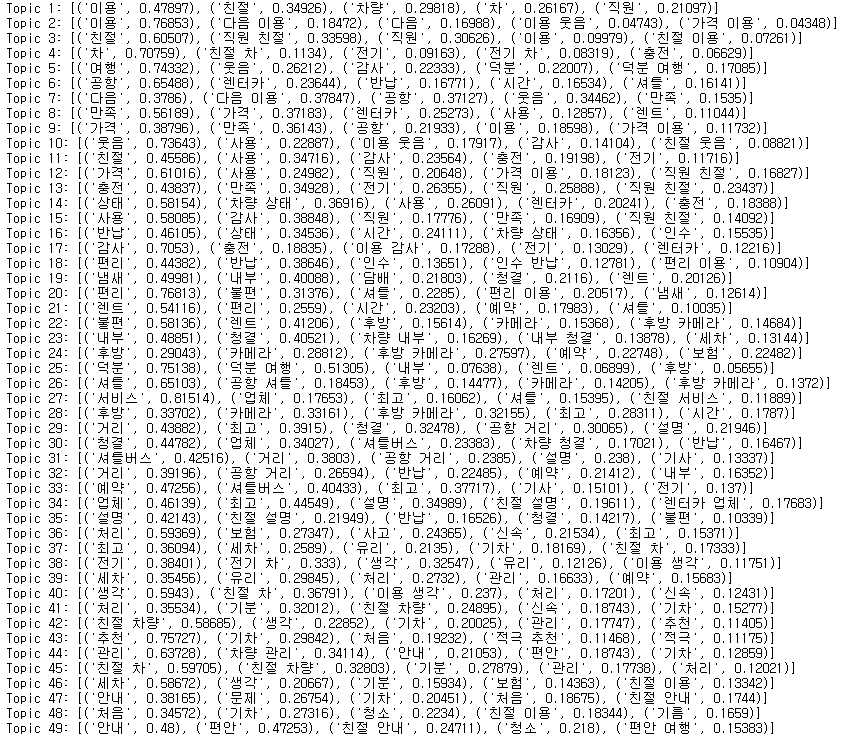 Topic 1: [('이용', 0.47897), ('친절', 0.34926), ('차량', 0.29818), ('차', 0.26167), ('직원', 0.21097)]
Topic 2: [('이용', 0.76853), ('다음 이용', 0.18472), ('다음', 0.16988), ('이용 웃음', 0.04743), ('가격 이용', 0.04348)]
Topic 3: [('친절', 0.60507), ('직원 친절', 0.33598), ('직원', 0.30626), ('이용', 0.09979), ('친절 이용', 0.07261)]
Topic 4: [('차', 0.70759), ('친절 차', 0.1134), ('전기', 0.09163), ('전기 차', 0.08319), ('충전', 0.06629)]
Topic 5: [('여행', 0.74332), ('웃음', 0.26212), ('감사', 0.22333), ('덕분', 0.22007), ('덕분 여행', 0.17085)]
Topic 6: [('공항', 0.65488), ('렌터카', 0.23644), ('반납', 0.16771), ('시간', 0.16534), ('셔틀', 0.16141)]
Topic 7: [('다음', 0.3786), ('다음 이용', 0.37847), ('공항', 0.37127), ('웃음', 0.34462), ('만족', 0.1535)]
Topic 8: [('만족', 0.56189), ('가격', 0.37183), ('렌터카', 0.25273), ('사용', 0.12857), ('렌트', 0.11044)]
Topic 9: [('가격', 0.38796), ('만족', 0.36143), ('공항', 0.21933), ('이용', 0.18598), ('가격 이용', 0.11732)]
Topic 10: [('웃음', 0.73643), ('사용', 0.22887), ('이용 웃음', 0.17917), ('감사', 0.14104), ('친절 웃음', 0.08821)]
Topic 11: [('친절', 0.45586), ('사용', 0.34716), ('감사', 0.23564), ('충전', 0.19198), ('전기', 0.11716)]
Topic 12: [('가격', 0.61016), ('사용', 0.24982), ('직원', 0.20648), ('가격 이용', 0.18123), ('직원 친절', 0.16827)]
Topic 13: [('충전', 0.43837), ('만족', 0.34928), ('전기', 0.26355), ('직원', 0.25888), ('직원 친절', 0.23437)]
Topic 14: [('상태', 0.58154), ('차량 상태', 0.36916), ('사용', 0.26091), ('렌터카', 0.20241), ('충전', 0.18388)]
Topic 15: [('사용', 0.58085), ('감사', 0.38848), ('직원', 0.17776), ('만족', 0.16909), ('직원 친절', 0.14092)]
Topic 16: [('반납', 0.46105), ('상태', 0.34536), ('시간', 0.24111), ('차량 상태', 0.16356), ('인수', 0.15535)]
Topic 17: [('감사', 0.7053), ('충전', 0.18835), ('이용 감사', 0.17288), ('전기', 0.13029), ('렌터카', 0.12216)]
Topic 18: [('편리', 0.44382), ('반납', 0.38646), ('인수', 0.13651), ('인수 반납', 0.12781), ('편리 이용', 0.10904)]
Topic 19: [('냄새', 0.49981), ('내부', 0.40088), ('담배', 0.21803), ('청결', 0.2116), ('렌트', 0.20126)]
Topic 20: [('편리', 0.76813), ('불편', 0.31376), ('셔틀', 0.2285), ('편리 이용', 0.20517), ('냄새', 0.12614)]
Topic 21: [('렌트', 0.54116), ('편리', 0.2559), ('시간', 0.23203), ('예약', 0.17983), ('셔틀', 0.10035)]
Topic 22: [('불편', 0.58136), ('렌트', 0.41206), ('후방', 0.15614), ('카메라', 0.15368), ('후방 카메라', 0.14684)]
Topic 23: [('내부', 0.48851), ('청결', 0.40521), ('차량 내부', 0.16269), ('내부 청결', 0.13878), ('세차', 0.13144)]
Topic 24: [('후방', 0.29043), ('카메라', 0.28812), ('후방 카메라', 0.27597), ('예약', 0.22748), ('보험', 0.22482)]
Topic 25: [('덕분', 0.75138), ('덕분 여행', 0.51305), ('내부', 0.07638), ('렌트', 0.06899), ('후방', 0.05655)]
Topic 26: [('셔틀', 0.65103), ('공항 셔틀', 0.18453), ('후방', 0.14477), ('카메라', 0.14205), ('후방 카메라', 0.1372)]
Topic 27: [('서비스', 0.81514), ('업체', 0.17653), ('최고', 0.16062), ('셔틀', 0.15395), ('친절 서비스', 0.11889)]
Topic 28: [('후방', 0.33702), ('카메라', 0.33161), ('후방 카메라', 0.32155), ('최고', 0.28311), ('시간', 0.1787)]
Topic 29: [('거리', 0.43882), ('최고', 0.3915), ('청결', 0.32478), ('공항 거리', 0.30065), ('설명', 0.21946)]
Topic 30: [('청결', 0.44782), ('업체', 0.34027), ('셔틀버스', 0.23383), ('차량 청결', 0.17021), ('반납', 0.16467)]
Topic 31: [('셔틀버스', 0.42516), ('거리', 0.3803), ('공항 거리', 0.2385), ('설명', 0.238), ('기사', 0.13337)]
Topic 32: [('거리', 0.39196), ('공항 거리', 0.26594), ('반납', 0.22485), ('예약', 0.21412), ('내부', 0.16352)]
Topic 33: [('예약', 0.47256), ('셔틀버스', 0.40433), ('최고', 0.37717), ('기사', 0.15101), ('전기', 0.137)]
Topic 34: [('업체', 0.46139), ('최고', 0.44549), ('설명', 0.34989), ('친절 설명', 0.19611), ('렌터카 업체', 0.17683)]
Topic 35: [('설명', 0.42143), ('친절 설명', 0.21949), ('반납', 0.16526), ('청결', 0.14217), ('불편', 0.10339)]
Topic 36: [('처리', 0.59369), ('보험', 0.27347), ('사고', 0.24365), ('신속', 0.21534), ('최고', 0.15371)]
Topic 37: [('최고', 0.36094), ('세차', 0.2589), ('유리', 0.2135), ('기차', 0.18169), ('친절 차', 0.17333)]
Topic 38: [('전기', 0.38401), ('전기 차', 0.333), ('생각', 0.32547), ('유리', 0.12126), ('이용 생각', 0.11751)]
Topic 39: [('세차', 0.35456), ('유리', 0.29845), ('처리', 0.2732), ('관리', 0.16633), ('예약', 0.15683)]
Topic 40: [('생각', 0.5943), ('친절 차', 0.36791), ('이용 생각', 0.237), ('처리', 0.17201), ('신속', 0.12431)]
Topic 41: [('처리', 0.35534), ('기분', 0.32012), ('친절 차량', 0.24895), ('신속', 0.18743), ('기차', 0.15277)]
Topic 42: [('친절 차량', 0.58685), ('생각', 0.22852), ('기차', 0.20025), ('관리', 0.17747), ('추천', 0.11405)]
Topic 43: [('추천', 0.75727), ('기차', 0.29842), ('처음', 0.19232), ('적극 추천', 0.11468), ('적극', 0.11175)]
Topic 44: [('관리', 0.63728), ('차량 관리', 0.34114), ('안내', 0.21053), ('편안', 0.18743), ('기차', 0.12859)]
Topic 45: [('친절 차', 0.59705), ('친절 차량', 0.32803), ('기분', 0.27879), ('관리', 0.17738), ('처리', 0.12021)]
Topic 46: [('세차', 0.58672), ('생각', 0.20667), ('기분', 0.15934), ('보험', 0.14363), ('친절 이용', 0.13342)]
Topic 47: [('안내', 0.38165), ('문제', 0.26754), ('기차', 0.20451), ('처음', 0.18675), ('친절 안내', 0.1744)]
Topic 48: [('처음', 0.34572), ('기차', 0.27316), ('청소', 0.2234), ('친절 이용', 0.18344), ('기름', 0.1659)]
Topic 49: [('안내', 0.48), ('편안', 0.47253), ('친절 안내', 0.24711), ('청소', 0.218), ('편안 여행', 0.15383)]